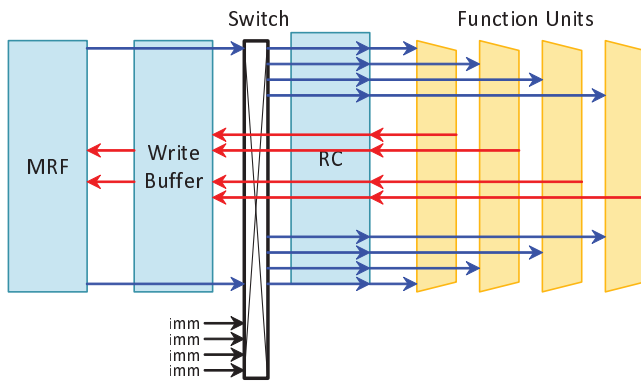 Switch
Function Units
MRF
Write
Buffer
RC
imm
imm
imm
imm